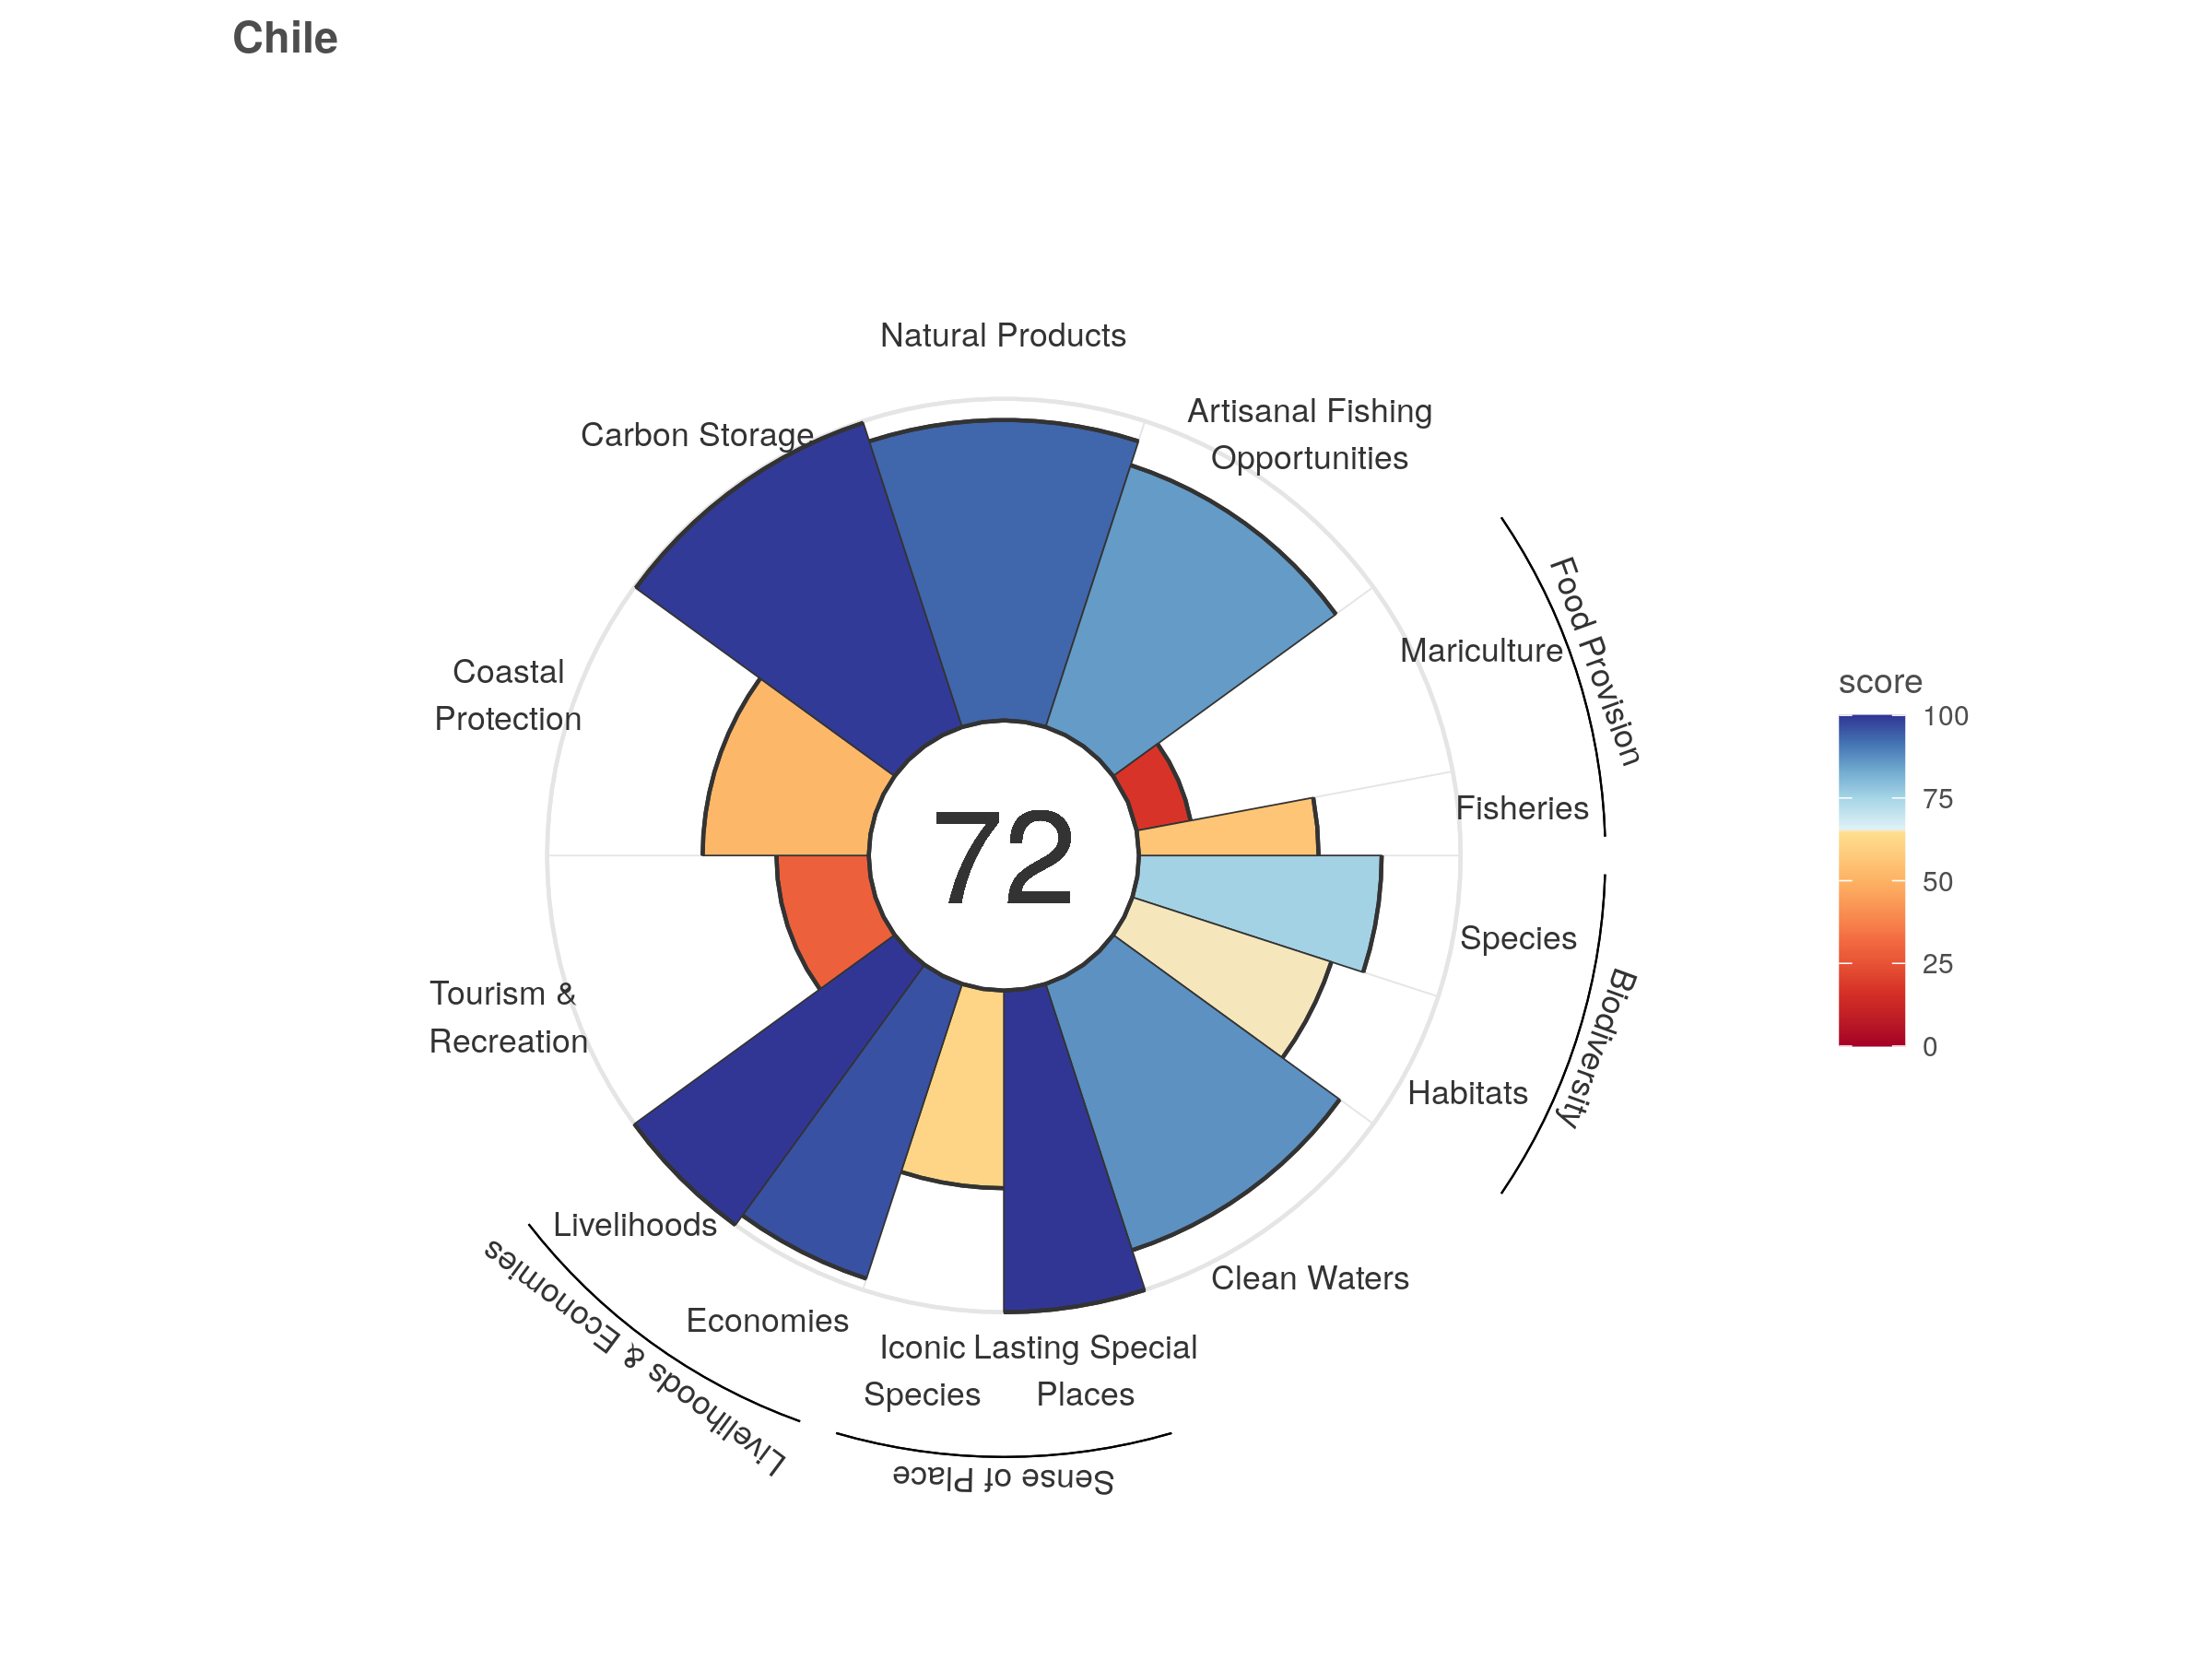 Chile
Natural Products
Artisanal Fishing
Opportunities
Carbon Storage
Food Provision
Mariculture
Coastal
Protection
Fisheries
72
Species
Biodiversity
Tourism &
Recreation
Habitats
Livelihoods
Clean Waters
Livelihoods & Economies
Economies
Iconic
Species
Lasting Special
Places
Sense of Place
score
100
75
50
25
0